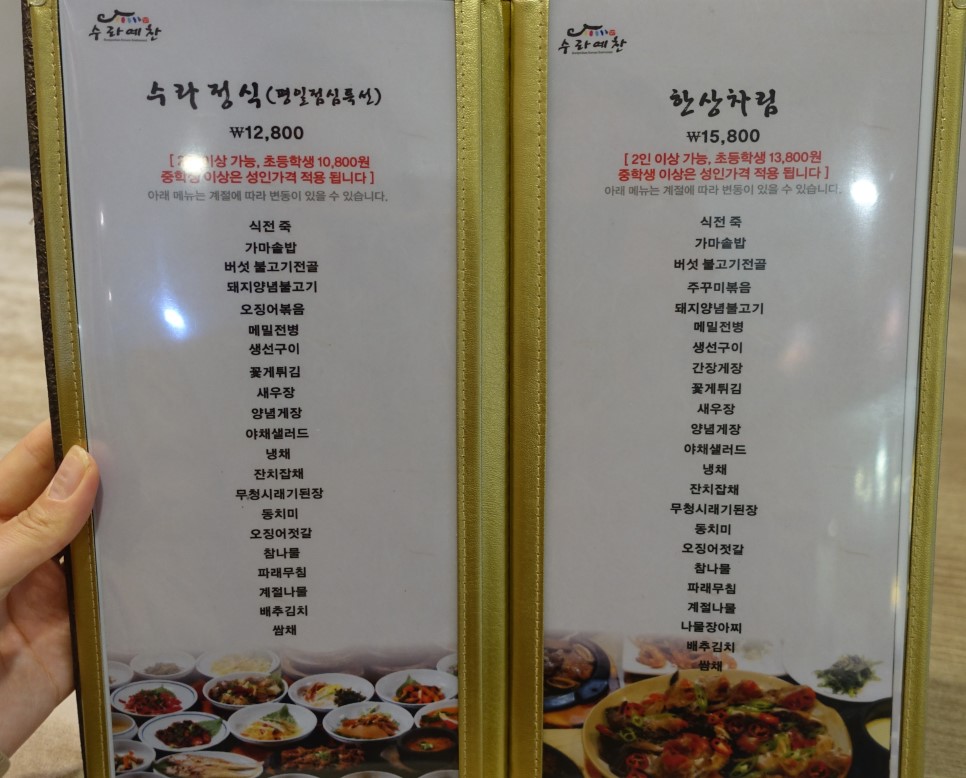 수라예찬
수라정식(평일점심특선)
₩12,800
[ 2인 이상 가능, 초등학생 10,800원
중학생 이상은 성인가격 적용 됩니다 ]
아래 메뉴는 계절에 따라 변동이 있을 수 있습니다.
식전 죽
가마솥밥
버섯 불고기전골
돼지양념불고기
오징어볶음
메밀전병
생선구이
꽃게튀김
새우장
양념게장
야채샐러드
냉채
잔치잡채
무청시래기된장
동치미
오징어젓갈
참나물
파래무침
계절나물
배추김치
쌈채
수라예찬
한상차림
₩15,800
[ 2인 이상 가능, 초등학생 13,800원
중학생 이상은 성인가격 적용 됩니다 ]
아래 메뉴는 계절에 따라 변동이 있을 수 있습니다.
식전 죽
가마솥밥
버섯 불고기전골
주꾸미볶음
돼지양념불고기
메밀전병
생선구이
간장게장
꽃게튀김
새우장
양념게장
야채샐러드
냉채
잔치잡채
무청시래기된장
동치미
오징어젓갈
참나물
파래무침
계절나물
나물장아찌
배추김치
쌈채